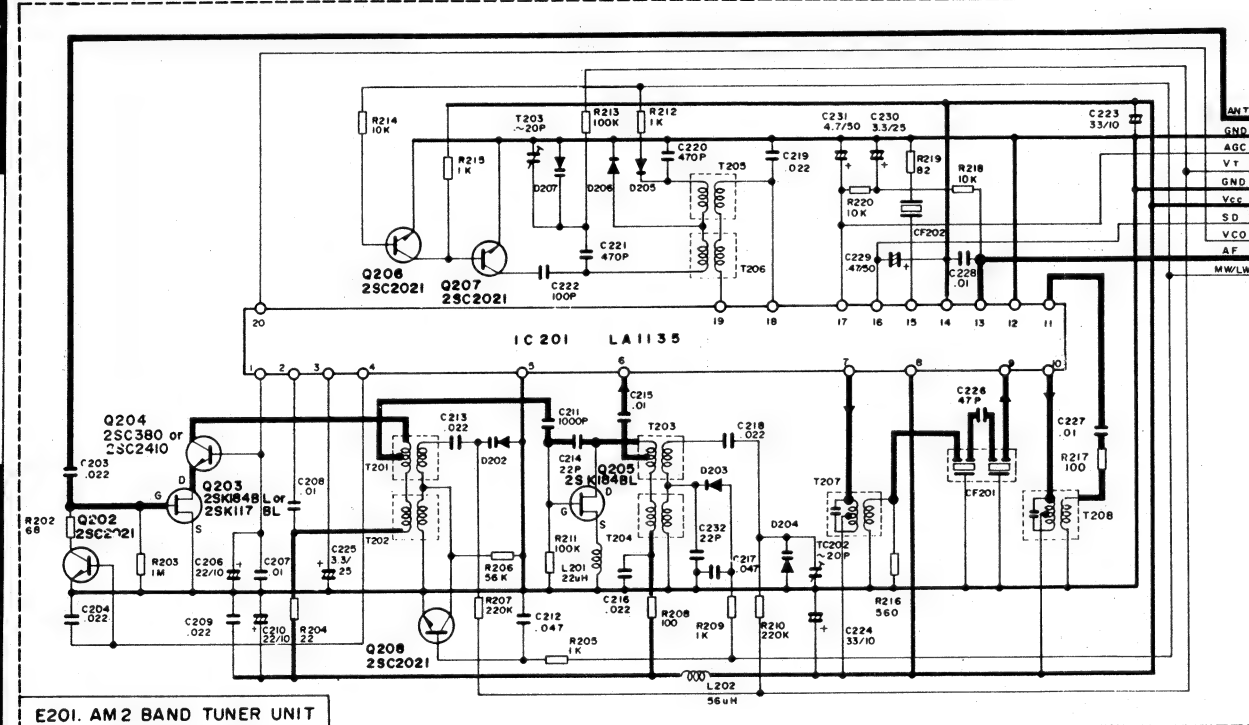 ANT
GND
AGC
VT
GND
Vcc
SD
VCO
AF
MW/LW
R214
10K
R215
1K
T203
~20P
D207
R213
100K
R212
1K
D206
D205
C220
470P
T205
C219
.022
C231
4.7/50
C230
3.3/25
R219
82
R218
10K
C223
33/10
R220
10K
CF202
C221
470P
T206
C229
.47/50
C228
.01
Q206
2SC2021
Q207
2SC2021
C222
100P
20
19
18
17
16
15
14
13
12
11
IC201 LA1135
1
2
3
4
5
6
7
8
9
10
Q204
2SC380 or
2SC2410
C203
.022
D
G
S
Q203
2SK184BL or
2SK117 BL
C208
.01
T201
T202
C213
.022
D202
C211
1000P
C215
.01
C214
22P
Q205
2SK184BL
D
G
S
T203
T204
C218
.022
D203
C226
47P
C227
.01
R217
100
CF201
T207
T208
R202
68
Q202
2SC2021
R203
1M
C206
22/10
C207
.01
C225
3.3/
25
R206
56K
R207
220K
R211
100K
L201
22uH
C232
22P
C217
.047
D204
TC202
~20P
R216
560
C204
.022
C209
.022
C210
22/10
R204
22
Q208
2SC2021
C212
.047
R205
1K
C216
.022
R208
100
R209
1K
R210
220K
C224
33/10
L202
56uH
E201. AM2 BAND TUNER UNIT